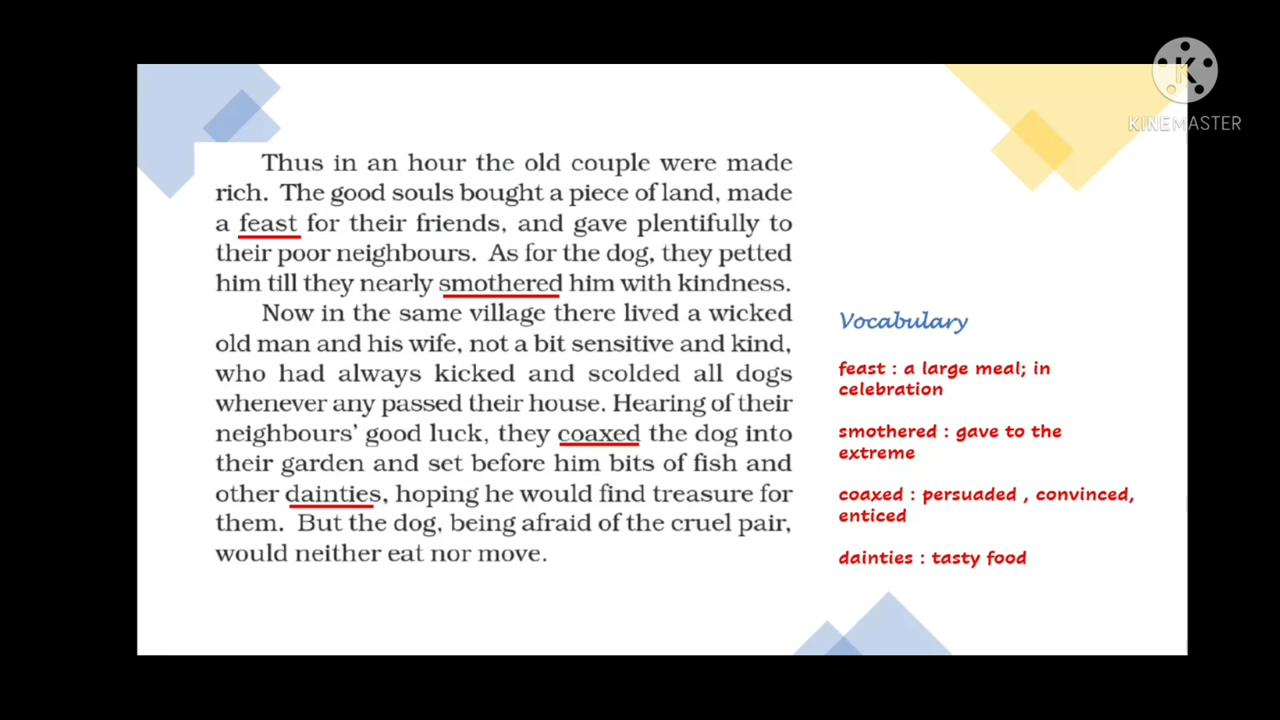 KINEMASTER
Thus in an hour the old couple were made
rich. The good souls bought a piece of land, made
a feast for their friends, and gave plentifully to
their poor neighbours. As for the dog, they petted
him till they nearly smothered him with kindness.
Now in the same village there lived a wicked
old man and his wife, not a bit sensitive and kind,
who had always kicked and scolded all dogs
whenever any passed their house. Hearing of their
neighbours' good luck, they coaxed the dog into
their garden and set before him bits of fish and
other dainties, hoping he would find treasure for
them. But the dog, being afraid of the cruel pair,
would neither eat nor move.
Vocabulary
feast : a large meal; in
celebration
smothered : gave to the
extreme
coaxed : persuaded , convinced,
enticed
dainties : tasty food